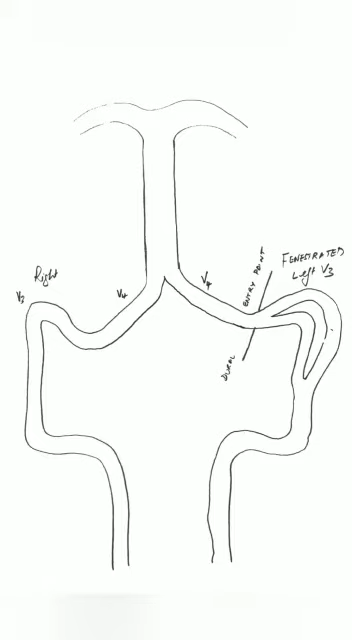 FENESTRATED
Left V3
Right
V3
V4
V4
DURAL ENTRY POINT